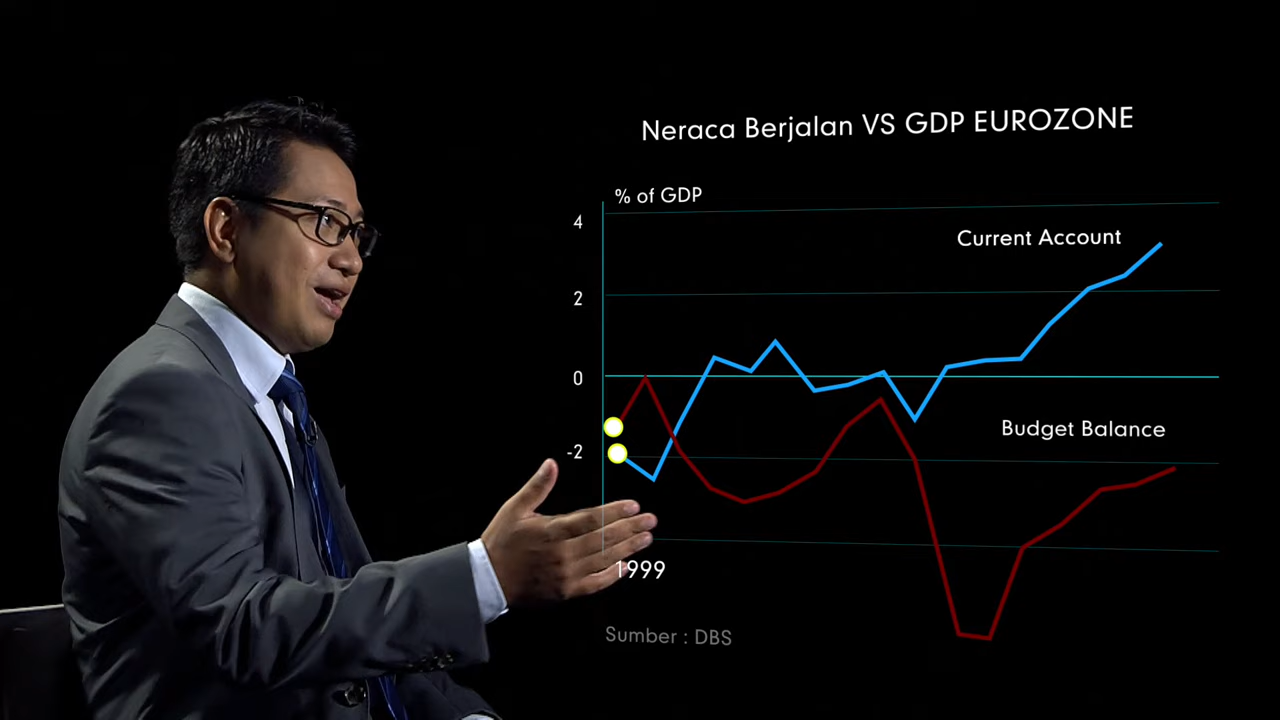 Neraca Berjalan VS GDP EUROZONE
% of GDP
4
Current Account
2
0
Budget Balance
-2
1999
Sumber : DBS